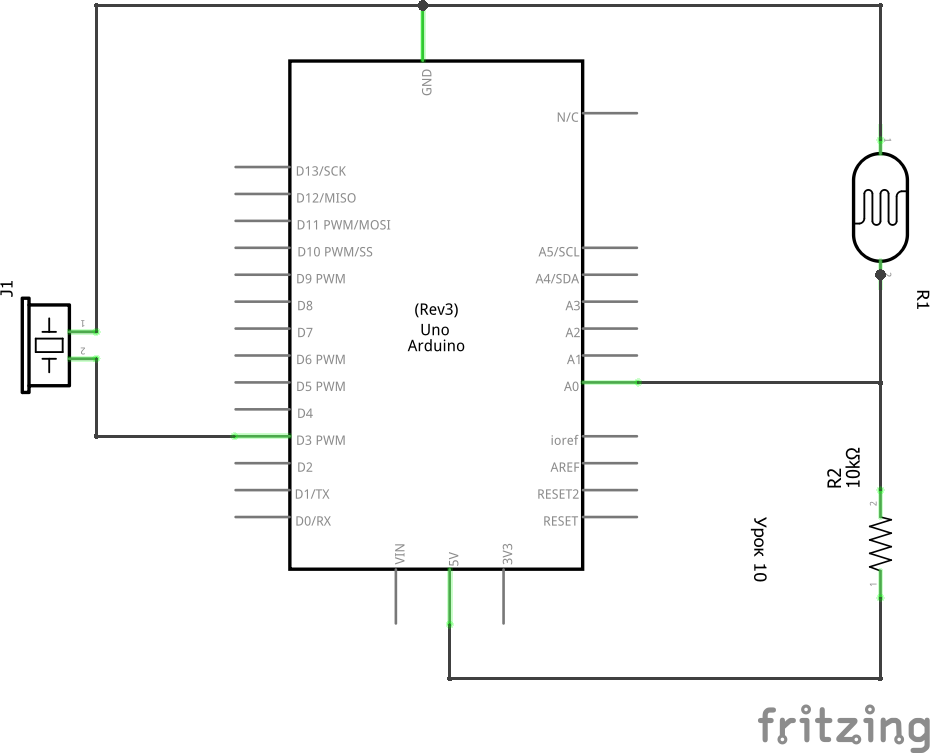 GND
N/C
D13/SCK
D12/MISO
D11 PWM/MOSI
D10 PWM/SS
A5/SCL
D9 PWM
A4/SDA
D8
A3
D7
A2
D6 PWM
A1
D5 PWM
A0
D4
D3 PWM
ioref
D2
AREF
D1/TX
RESET2
D0/RX
RESET
(Rev3)
Uno
Arduino
VIN
5V
3V3
J1
1
2
1
2
R1
R2
10kΩ
2
1
Урок 10
fritzing